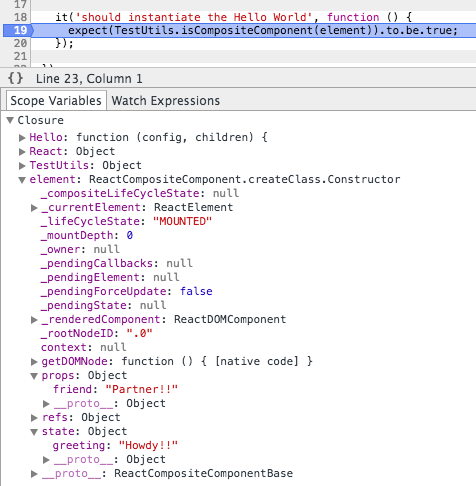 17
18 it('should instantiate the Hello World', function () {
19 expect(TestUtils.isCompositeComponent(element)).to.be.true;
20 });
21
{} Line 23, Column 1
Scope Variables Watch Expressions
▼Closure
▶Hello: function (config, children) {
▶React: Object
▶TestUtils: Object
▼element: ReactCompositeComponent.createClass.Constructor
_compositeLifeCycleState: null
▶_currentElement: ReactElement
_lifeCycleState: "MOUNTED"
_mountDepth: 0
_owner: null
_pendingCallbacks: null
_pendingElement: null
_pendingForceUpdate: false
_pendingState: null
▶_renderedComponent: ReactDOMComponent
_rootNodeID: ".0"
context: null
▶getDOMNode: function () { [native code] }
▼props: Object
friend: "Partner!!"
▶__proto__: Object
▶refs: Object
▼state: Object
greeting: "Howdy!!"
▶__proto__: Object
▶__proto__: ReactCompositeComponentBase